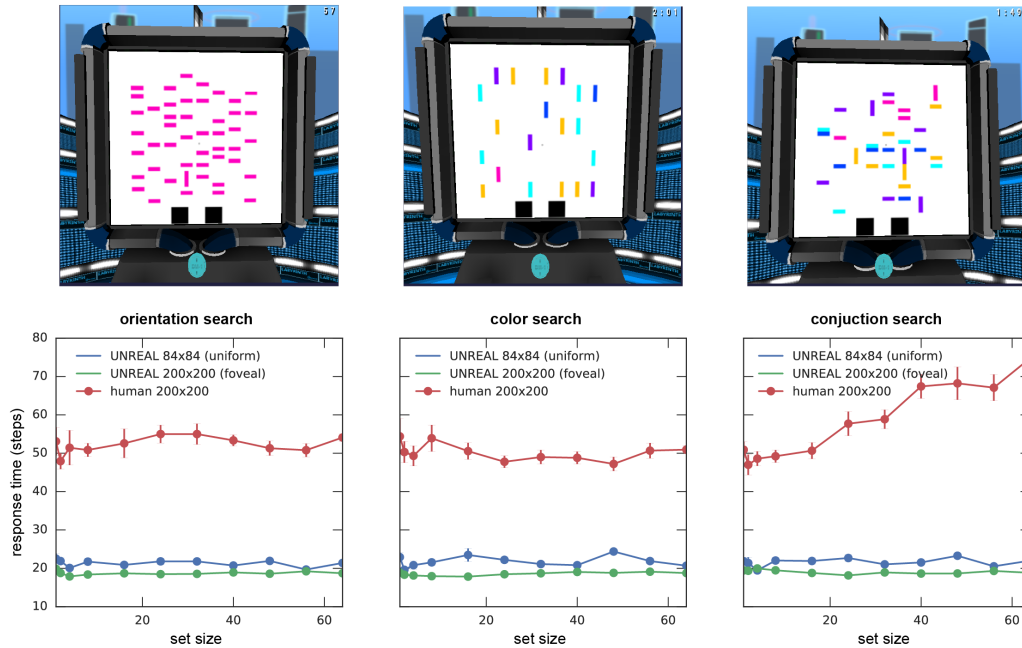 57
2:01
orientation search
color search
conjuction search
80
70
60
50
40
30
20
10
response time (steps)
UNREAL 84x84 (uniform)
UNREAL 200x200 (foveal)
human 200x200
20
40
60
set size
UNREAL 84x84 (uniform)
UNREAL 200x200 (foveal)
human 200x200
20
40
60
set size
UNREAL 84x84 (uniform)
UNREAL 200x200 (foveal)
human 200x200
20
40
60
set size